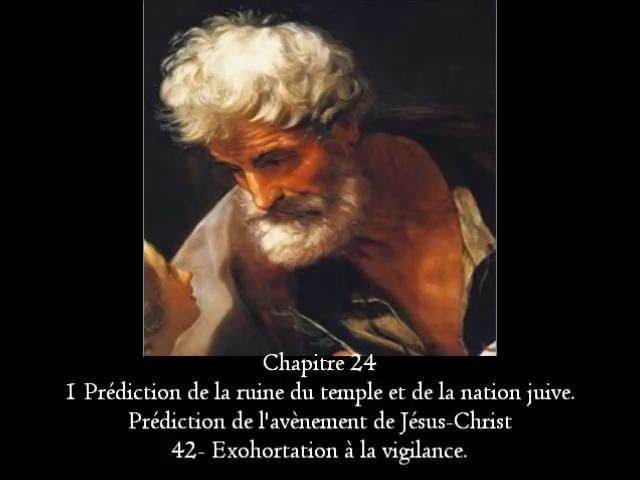 Chapitre 24
I Prédiction de la ruine du temple et de la nation juive.
Prédiction de l'avènement de Jésus-Christ
42- Exohortation à la vigilance.